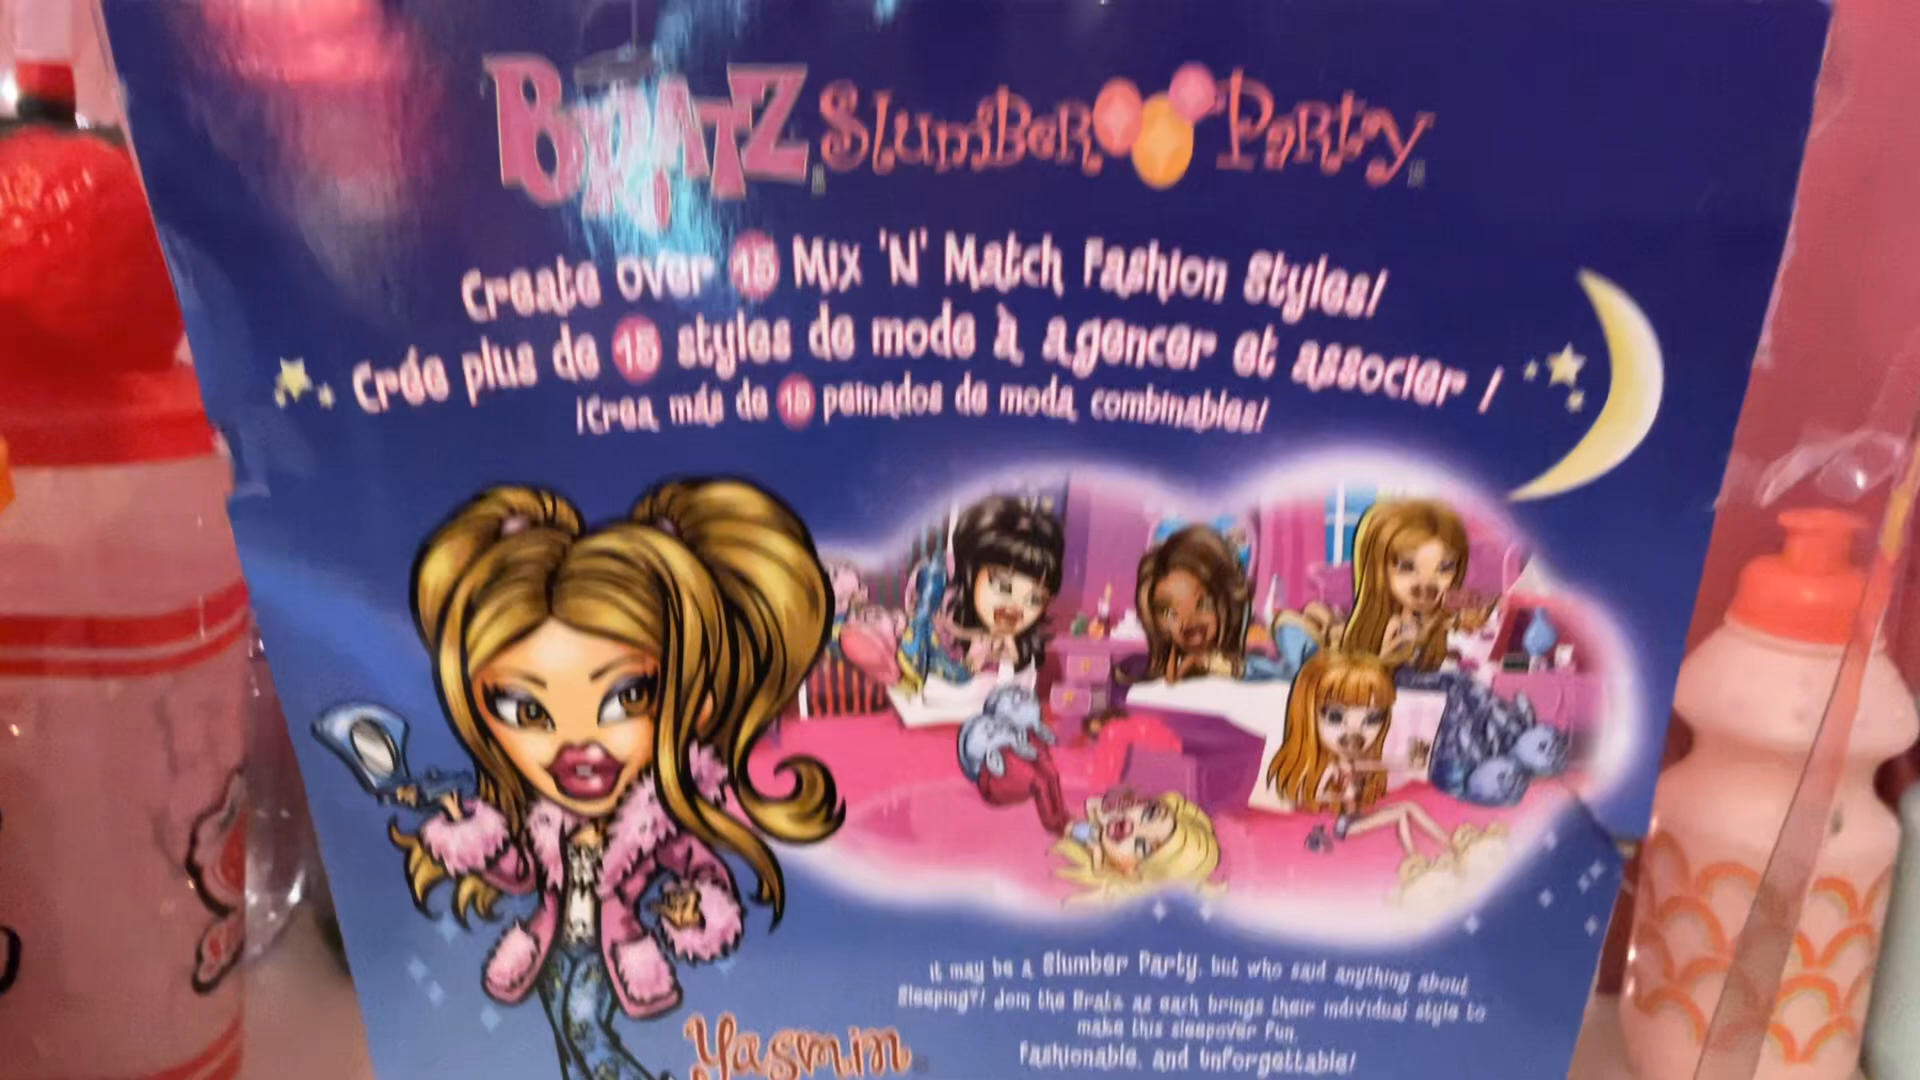 BRATZ Slumber Party
Create over 15 Mix 'N' Match Fashion Styles!
Crée plus de 15 styles de mode à agencer et associer !
¡Crea más de 15 peinados de moda combinables!
It may be a Slumber Party, but who said anything about
Sleeping?! Join the Bratz as each brings their individual style to
make this sleepover Fun,
Fashionable, and Unforgettable!
Yasmin